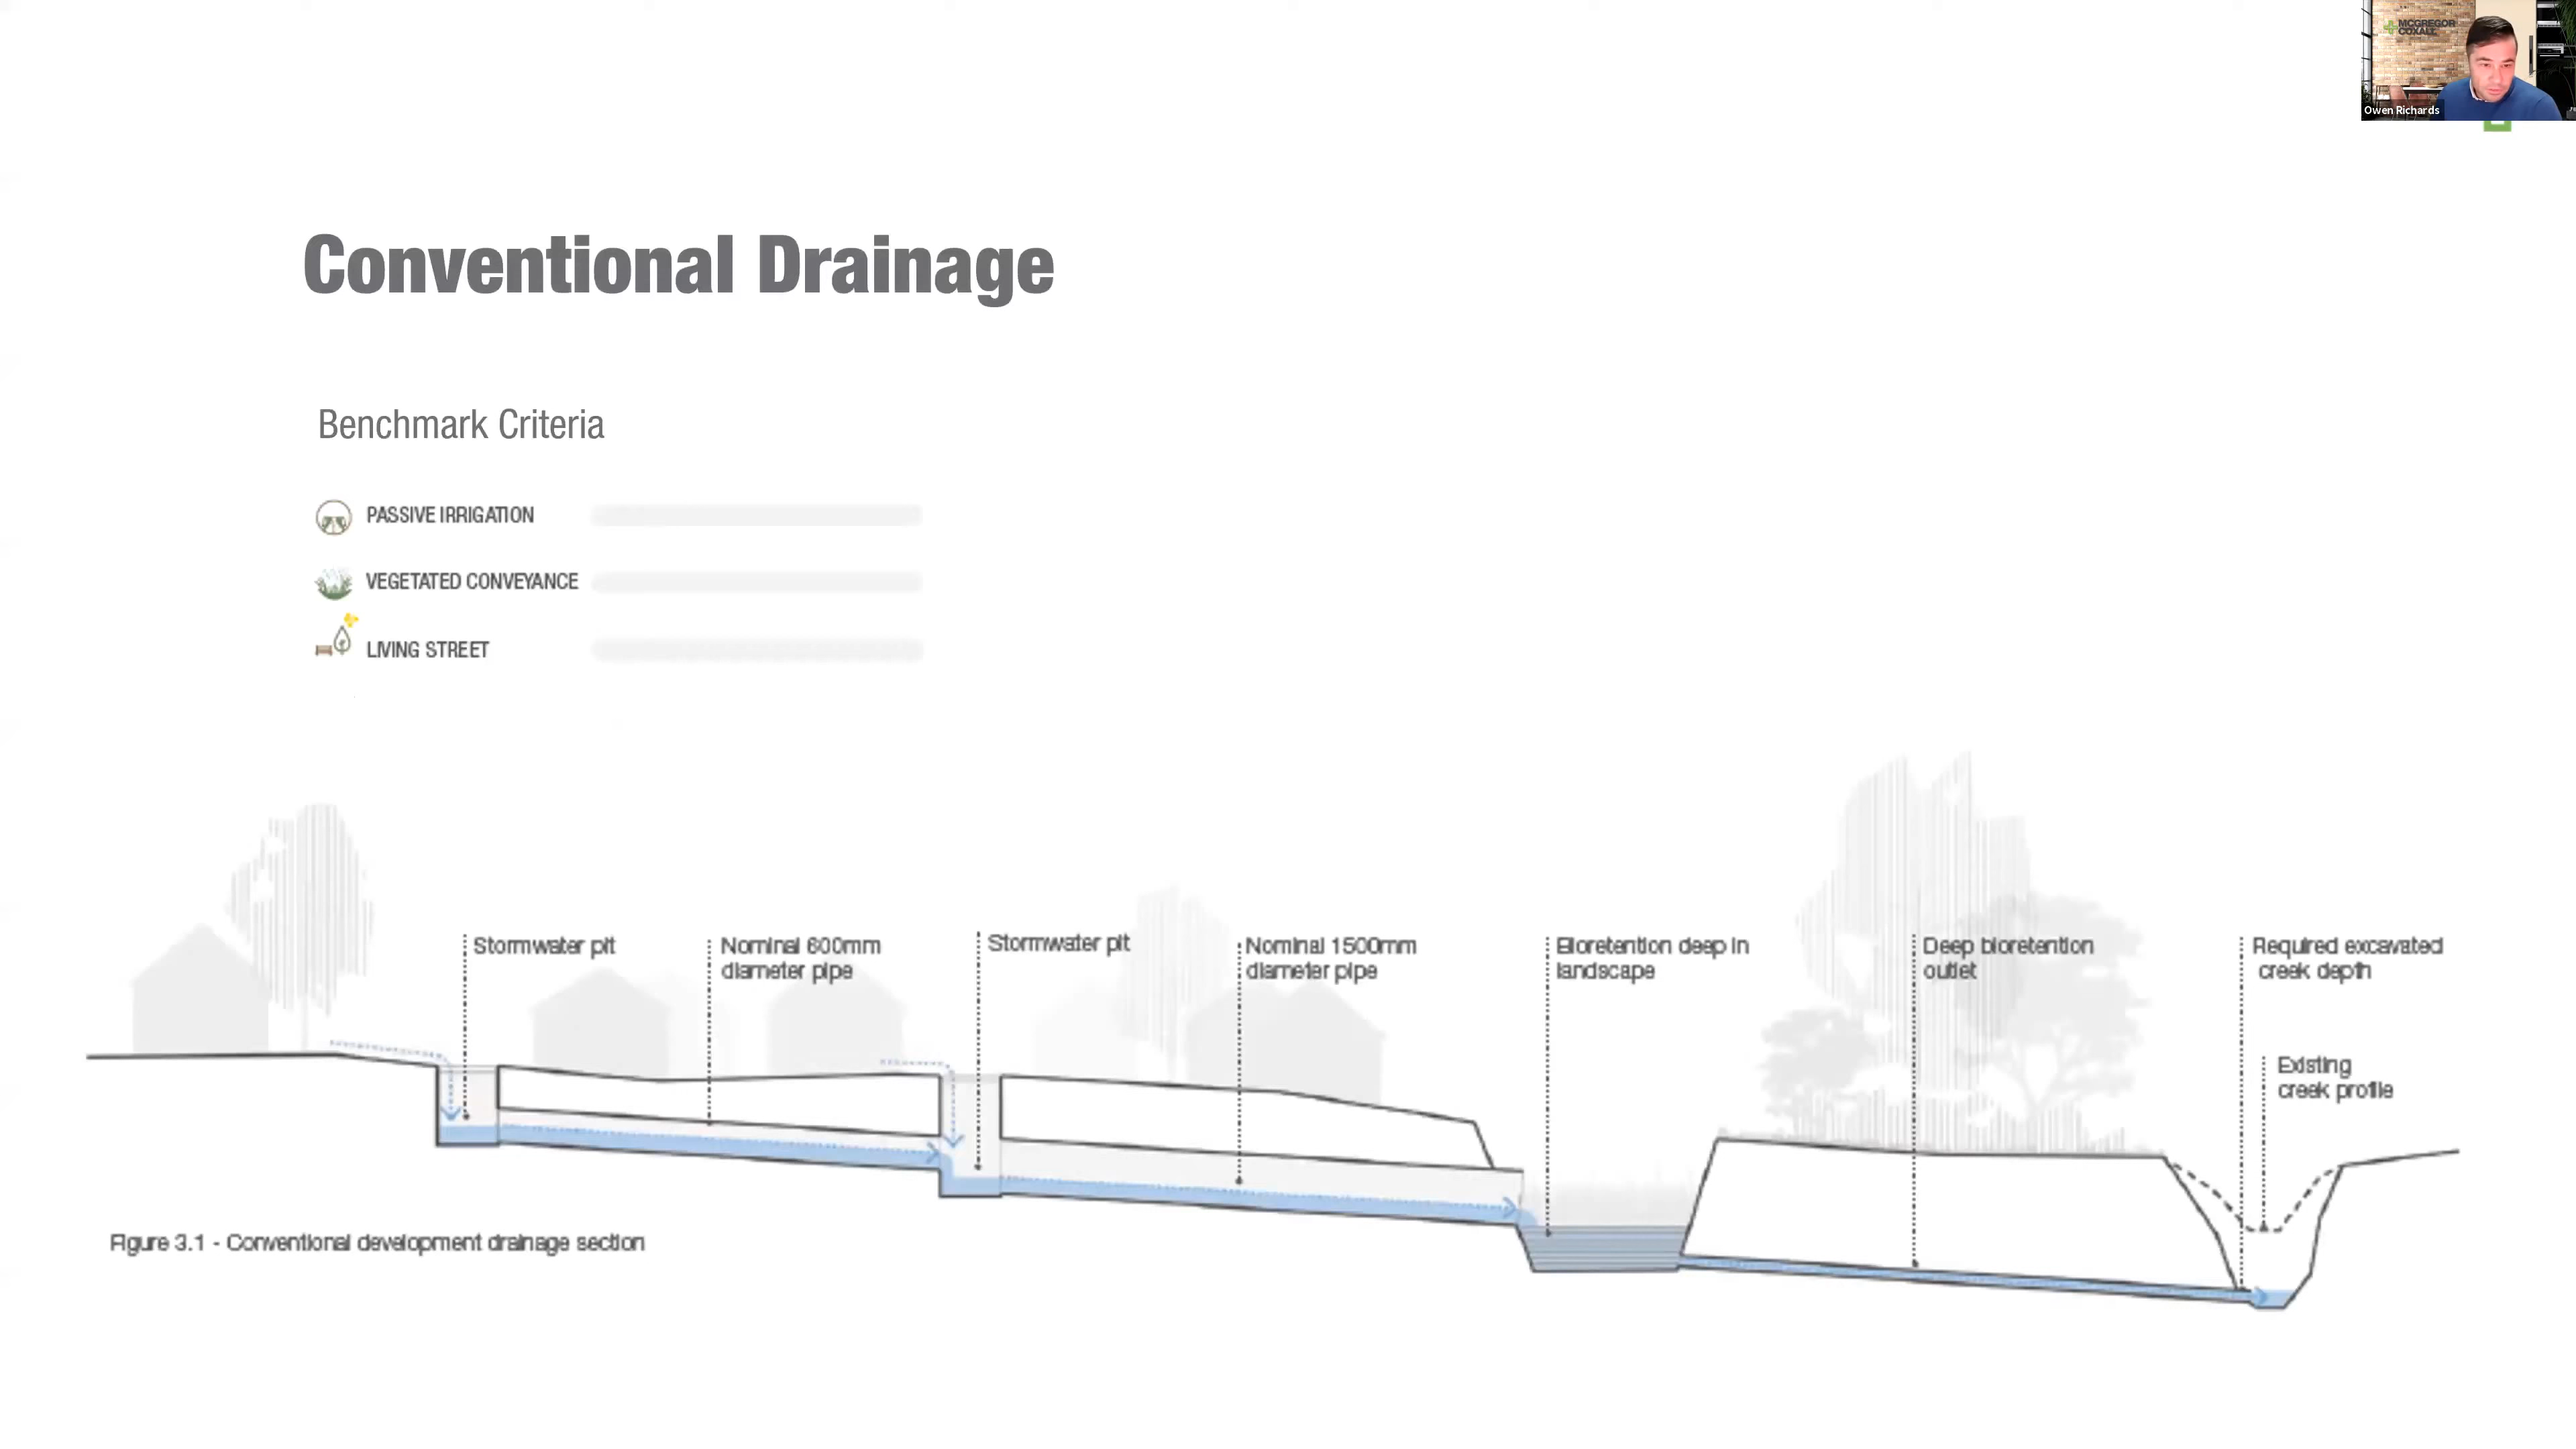 MCGREGOR
COXALL
Owen Richards
Conventional Drainage
Benchmark Criteria
PASSIVE IRRIGATION
VEGETATED CONVEYANCE
LIVING STREET
Stormwater pit
Nominal 600mm
diameter pipe
Stormwater pit
Nominal 1500mm
diameter pipe
Bioretention deep in
landscape
Deep bioretention
outlet
Required excavated
creek depth
Existing
creek profile
Figure 3.1 - Conventional development drainage section